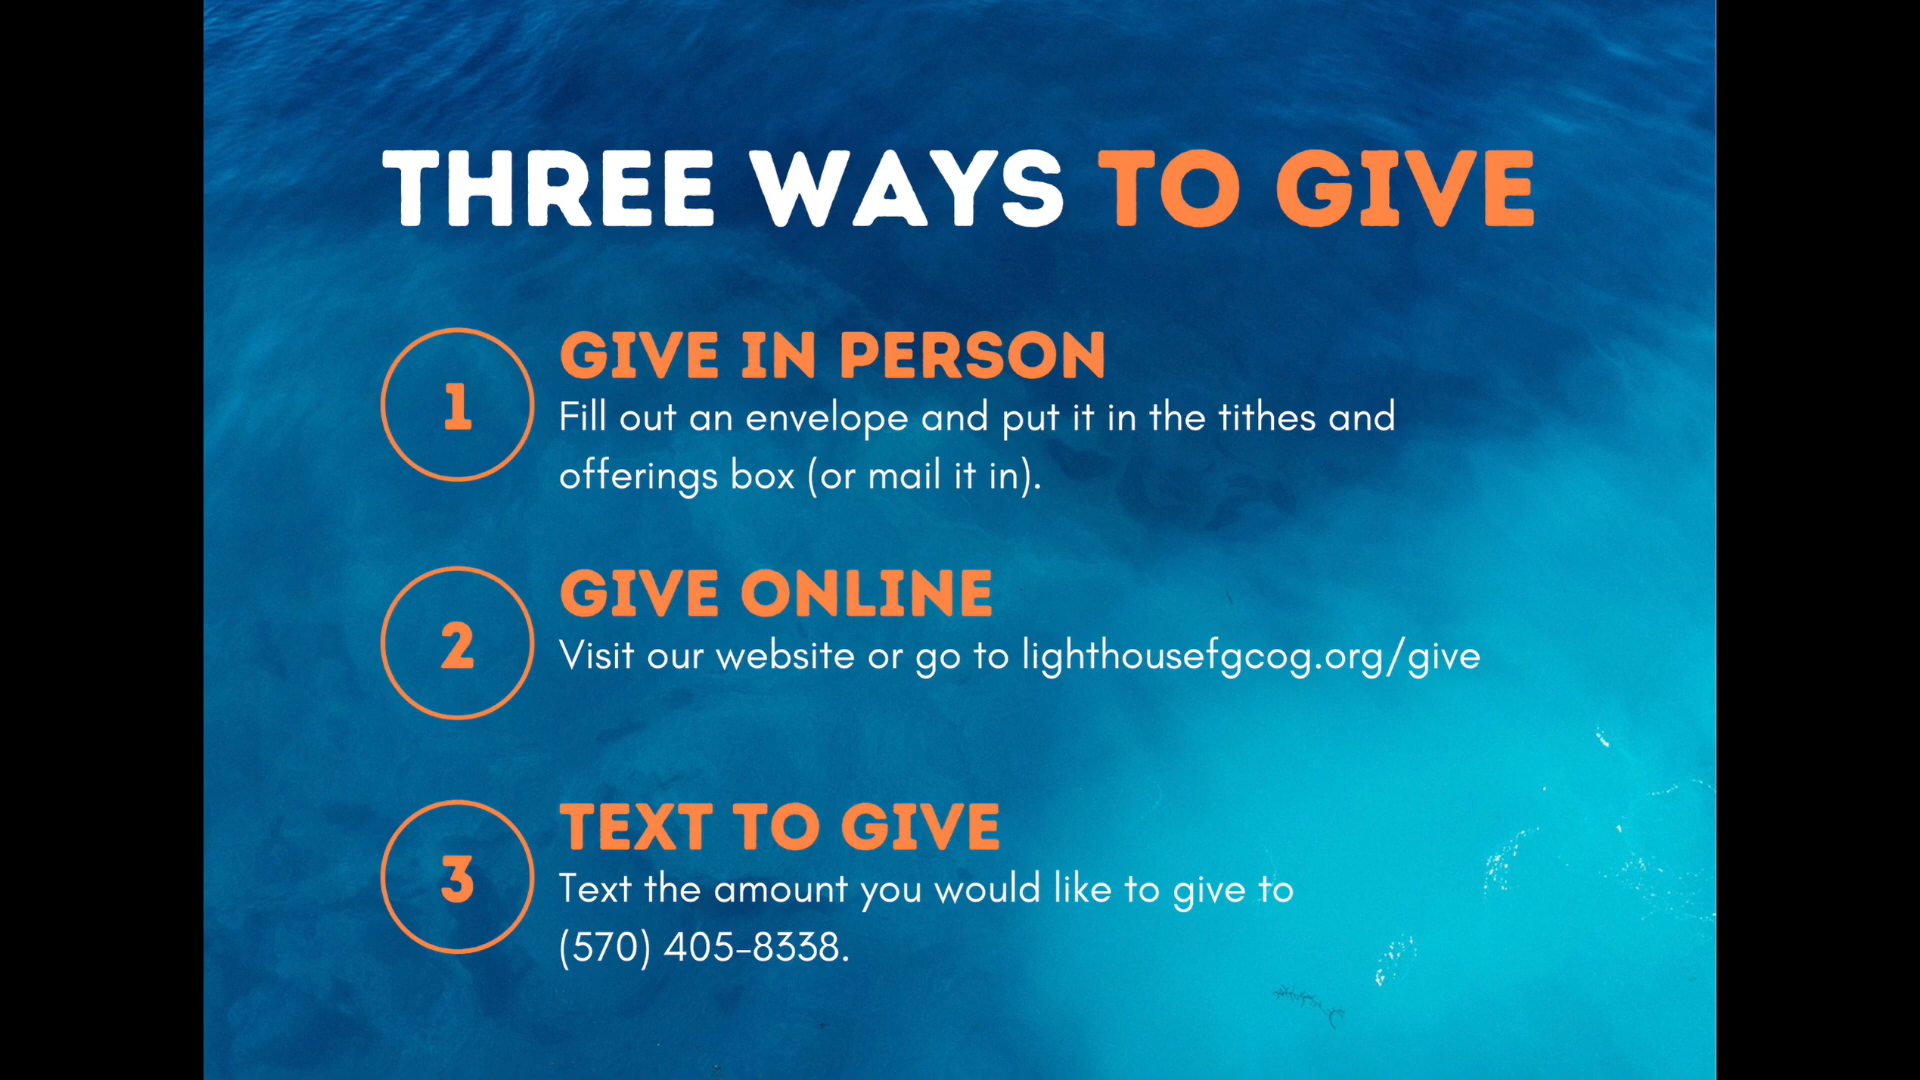 THREE WAYS TO GIVE
1
GIVE IN PERSON
Fill out an envelope and put it in the tithes and
offerings box (or mail it in).
2
GIVE ONLINE
Visit our website or go to lighthousefgcog.org/give
3
TEXT TO GIVE
Text the amount you would like to give to
(570) 405-8338.